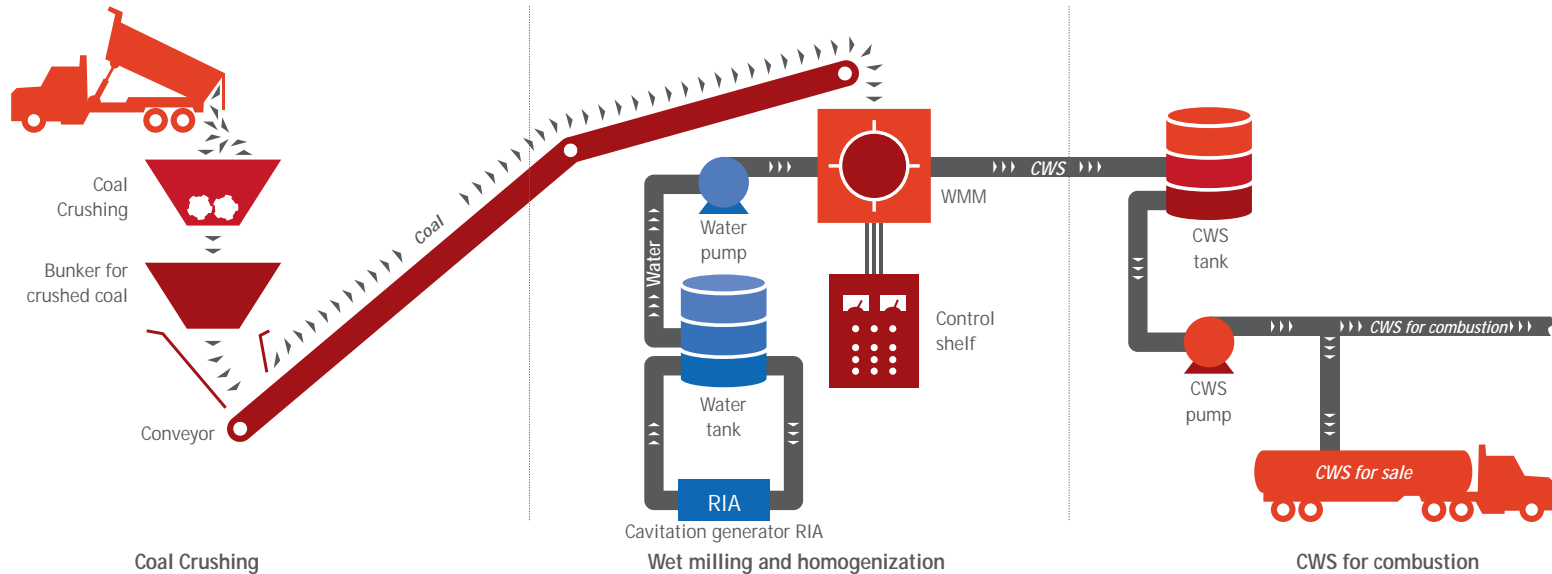 Coal
Crushing
Bunker for
crushed coal
Conveyor
Coal
Coal Crushing
Water
Water
pump
Water
tank
RIA
Cavitation generator RIA
WMM
Control
shelf
CWS
Wet milling and homogenization
CWS
tank
CWS
pump
CWS for combustion
CWS for sale
CWS for combustion